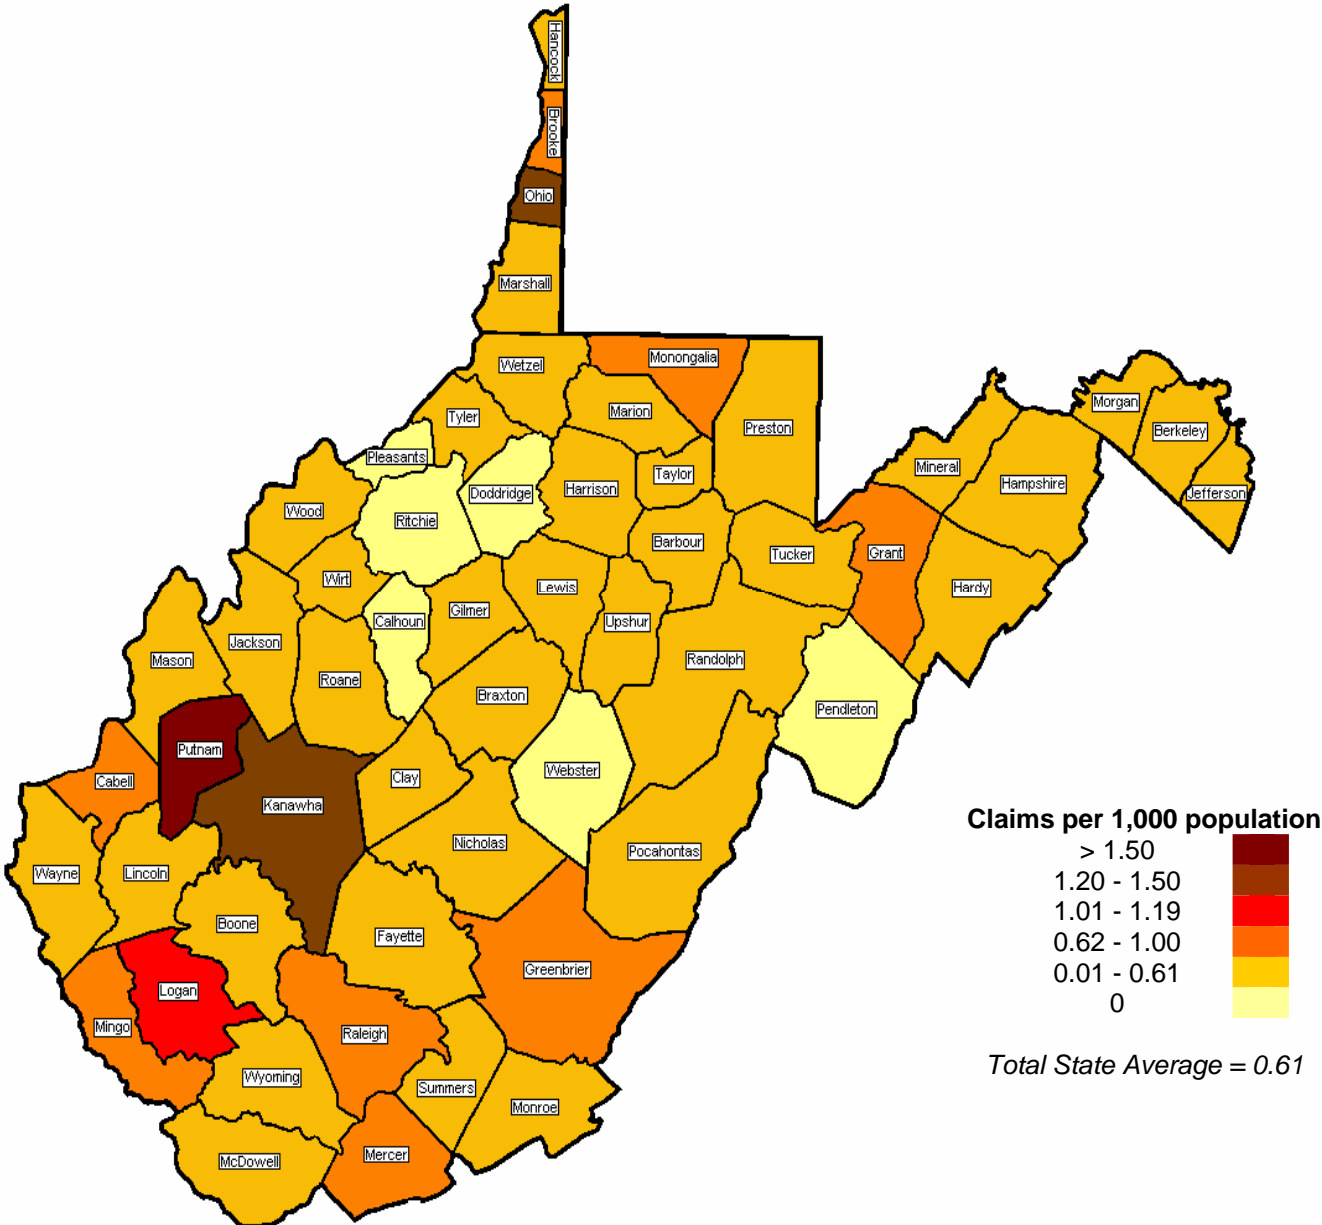 Hancock
Brooke
Ohio
Marshall
Wetzel
Monongalia
Tyler
Marion
Preston
Morgan
Berkeley
Pleasants
Mineral
Hampshire
Jefferson
Taylor
Doddridge
Harrison
Wood
Ritchie
Barbour
Tucker
Grant
Wirt
Lewis
Hardy
Gilmer
Calhoun
Upshur
Jackson
Mason
Randolph
Roane
Braxton
Pendleton
Putnam
Webster
Clay
Cabell
Kanawha
Nicholas
Pocahontas
Wayne
Lincoln
Boone
Fayette
Greenbrier
Logan
Mingo
Raleigh
Wyoming
Summers
Monroe
Mercer
McDowell
Claims per 1,000 population
> 1.50
1.20 - 1.50
1.01 - 1.19
0.62 - 1.00
0.01 - 0.61
0
Total State Average = 0.61